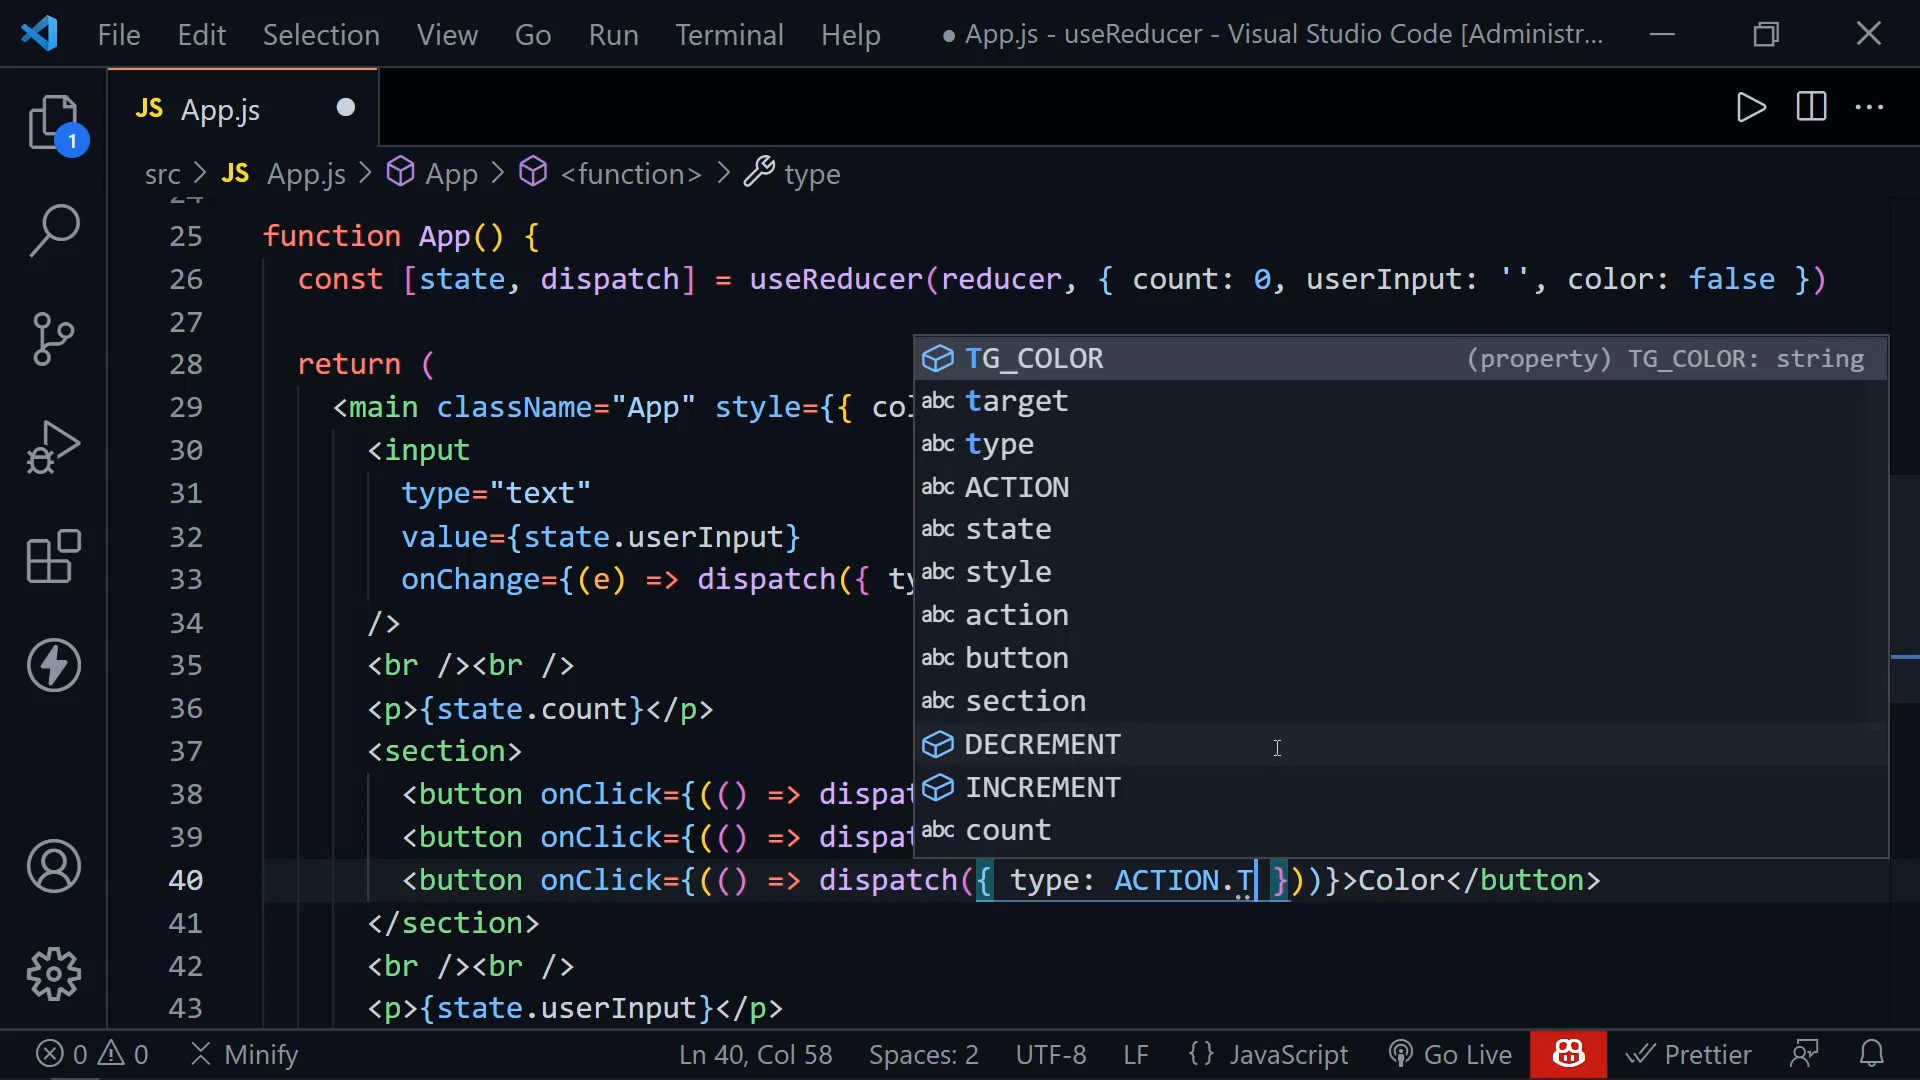 File Edit Selection View Go Run Terminal Help ● App.js - useReducer - Visual Studio Code [Administr...
JS App.js
1
src > JS App.js > App > <function> > type
24
25 function App() {
26 const [state, dispatch] = useReducer(reducer, { count: 0, userInput: '', color: false })
27
28 return (
29 <main className="App" style={{ col
30 <input
31 type="text"
32 value={state.userInput}
33 onChange={(e) => dispatch({ ty
34 />
35 <br /><br />
36 <p>{state.count}</p>
37 <section>
38 <button onClick={(() => dispat
39 <button onClick={(() => dispat
40 <button onClick={(() => dispatch({ type: ACTION.T }))}>Color</button>
41 </section>
42 <br /><br />
43 <p>{state.userInput}</p>
TG_COLOR (property) TG_COLOR: string
abc target
abc type
abc ACTION
abc state
abc style
abc action
abc button
abc section
DECREMENT
INCREMENT
abc count
0 0 Minify Ln 40, Col 58 Spaces: 2 UTF-8 LF {} JavaScript Go Live Prettier